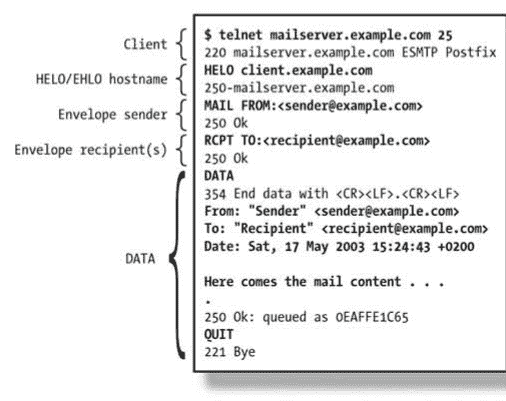 Client
$ telnet mailserver.example.com 25
220 mailserver.example.com ESMTP Postfix
HELO/EHLO hostname
HELO client.example.com
250-mailserver.example.com
Envelope sender
MAIL FROM:<sender@example.com>
250 Ok
Envelope recipient(s)
RCPT TO:<recipient@example.com>
250 Ok
DATA
DATA
354 End data with <CR><LF>.<CR><LF>
From: "Sender" <sender@example.com>
To: "Recipient" <recipient@example.com>
Date: Sat, 17 May 2003 15:24:43 +0200
Here comes the mail content . . .
.
250 Ok: queued as 0EAFFE1C65
QUIT
221 Bye